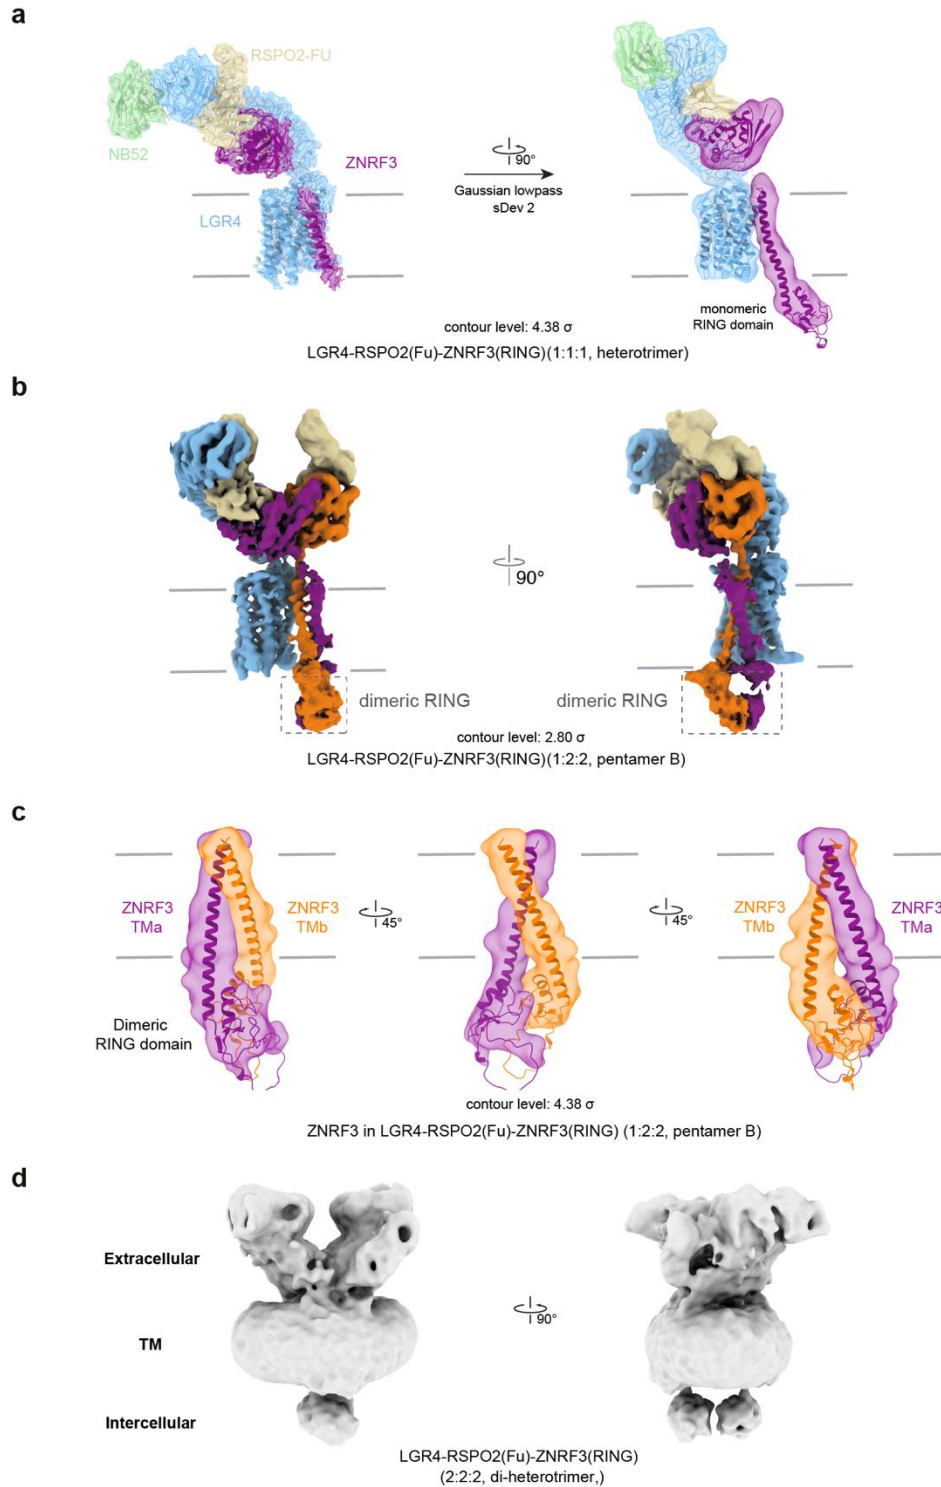 a
RSPO2-FU
NB52
ZNRF3
LGR4
90°
Gaussian lowpass
sDev 2
monomeric
RING domain
contour level: 4.38 σ
LGR4-RSPO2(Fu)-ZNRF3(RING)(1:1:1, heterotrimer)
b
90°
dimeric RING
dimeric RING
contour level: 2.80 σ
LGR4-RSPO2(Fu)-ZNRF3(RING)(1:2:2, pentamer B)
c
ZNRF3
TMa
ZNRF3
TMb
45°
45°
ZNRF3
TMb
ZNRF3
TMa
Dimeric
RING domain
contour level: 4.38 σ
ZNRF3 in LGR4-RSPO2(Fu)-ZNRF3(RING) (1:2:2, pentamer B)
d
Extracellular
TM
Intercellular
90°
LGR4-RSPO2(Fu)-ZNRF3(RING)
(2:2:2, di-heterotrimer,)